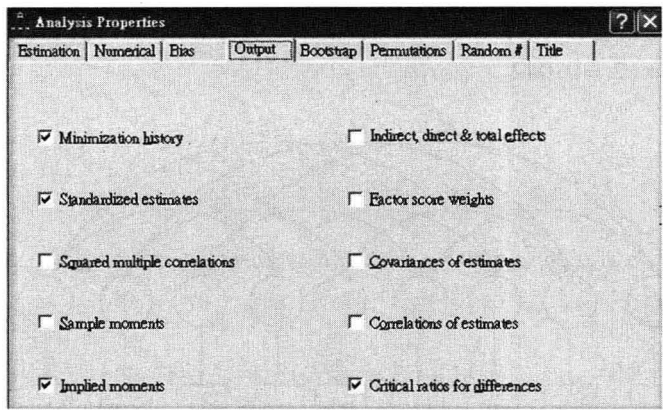 Analysis Properties
Estimation Numerical Bias Output Bootstrap Permutations Random # Title
Minimization history
Indirect, direct & total effects
Standardized estimates
Factor score weights
Squared multiple correlations
Covariances of estimates
Sample moments
Correlations of estimates
Implied moments
Critical ratios for differences